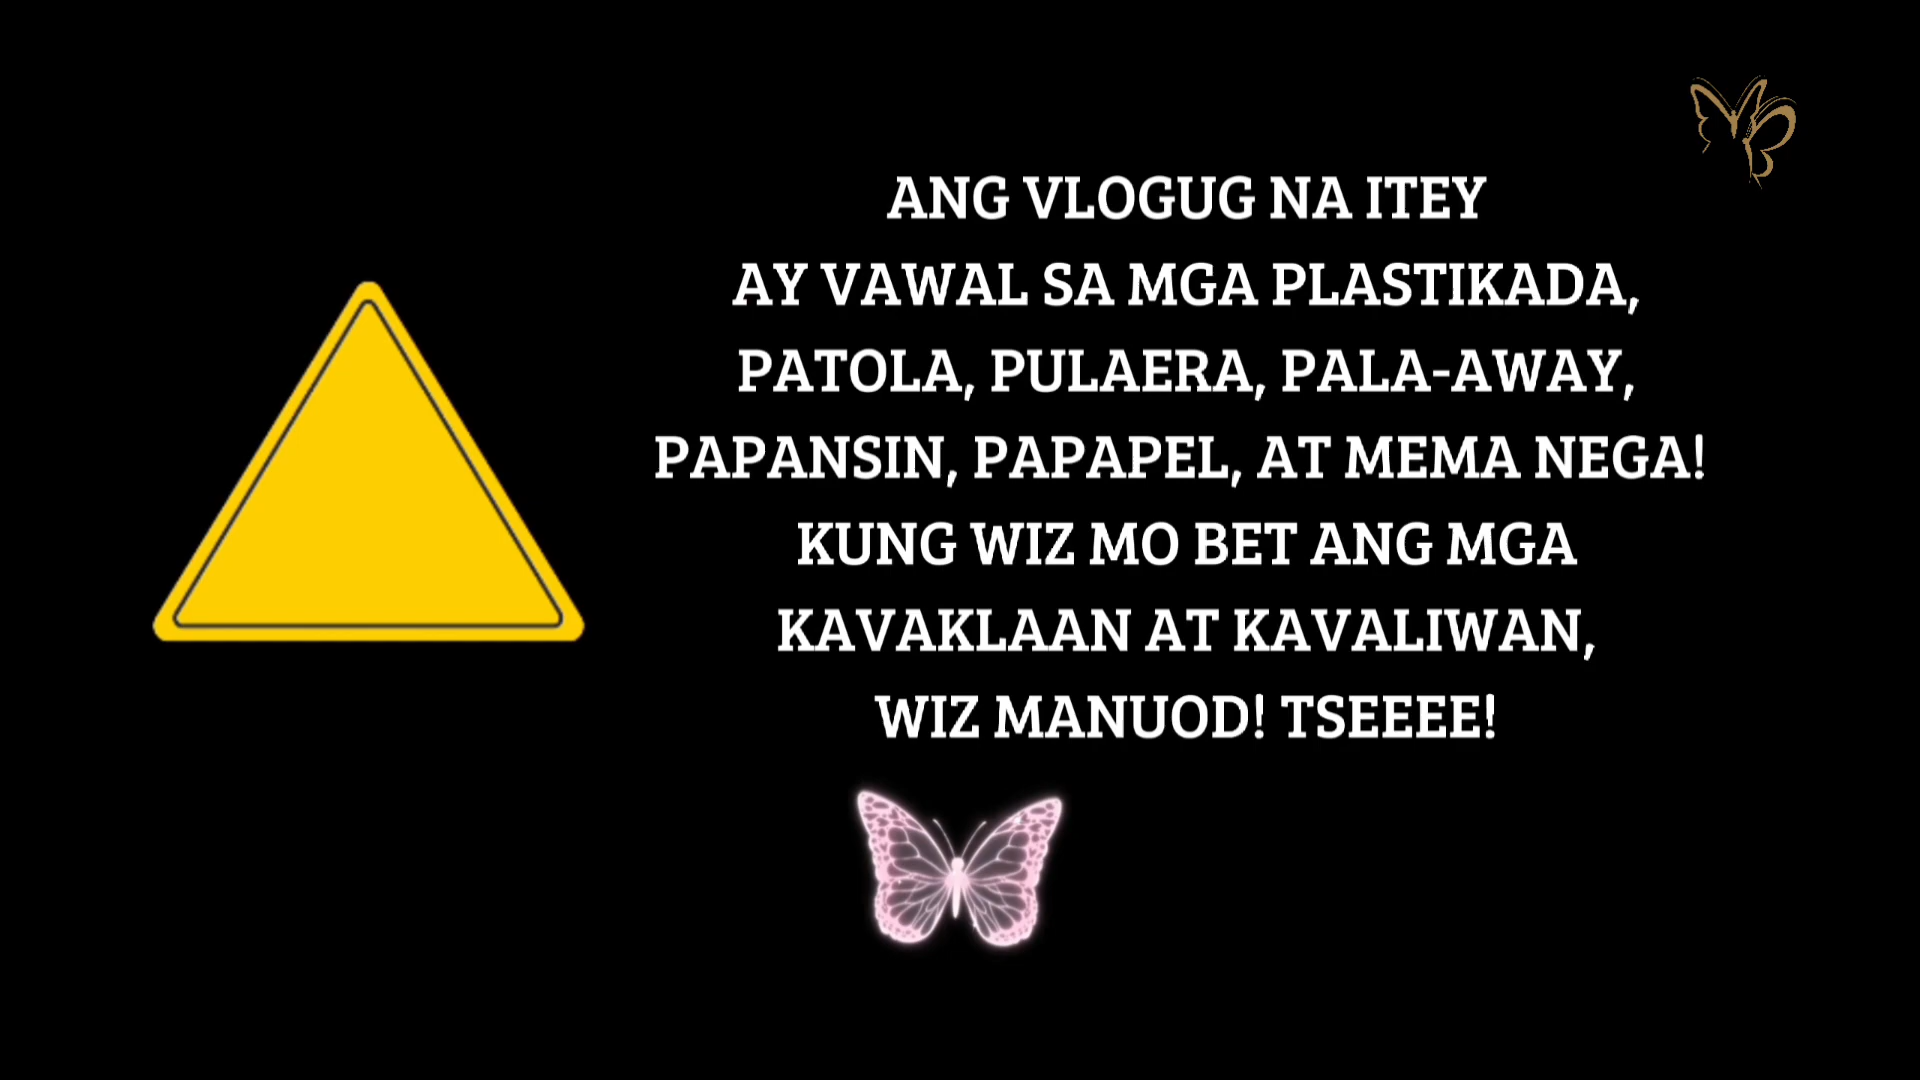 ANG VLOGUG NA ITEY
AY VAWAL SA MGA PLASTIKADA,
PATOLA, PULAERA, PALA-AWAY,
PAPANSIN, PAPAPEL, AT MEMA NEGA!
KUNG WIZ MO BET ANG MGA
KAVAKLAAN AT KAVALIWAN,
WIZ MANUOD! TSEEEE!